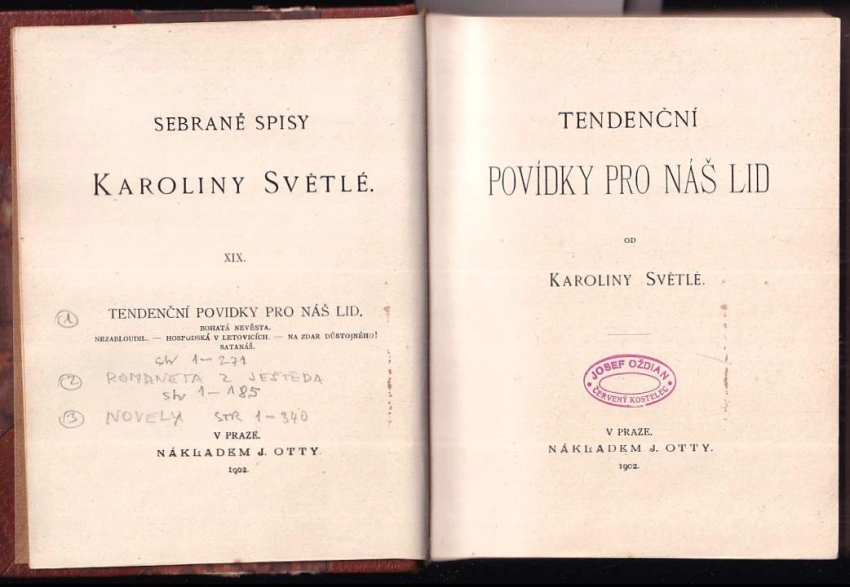 SEBRANÉ SPISY
KAROLINY SVĚTLÉ.
XIX.
① TENDENČNÍ POVIDKY PRO NÁŠ LID.
BOHATÁ NEVĚSTA.
NEZABLOUDIL. — HOSPODSKÁ V LETOVICÍCH. — NA ZDAR DŮSTOJNÉHO!
SATANÁŠ.
str 1–271
② ROMANETA Z JEŠTĚDA
str 1–185
③ NOVELY STR 1–340
V PRAZE.
NÁKLADEM J. OTTY.
1902.
TENDENČNÍ
POVÍDKY PRO NÁŠ LID
OD
KAROLINY SVĚTLÉ.
JOSEF OŽDIAN
ČERVENÝ KOSTELEC
V PRAZE.
NÁKLADEM J. OTTY.
1902.